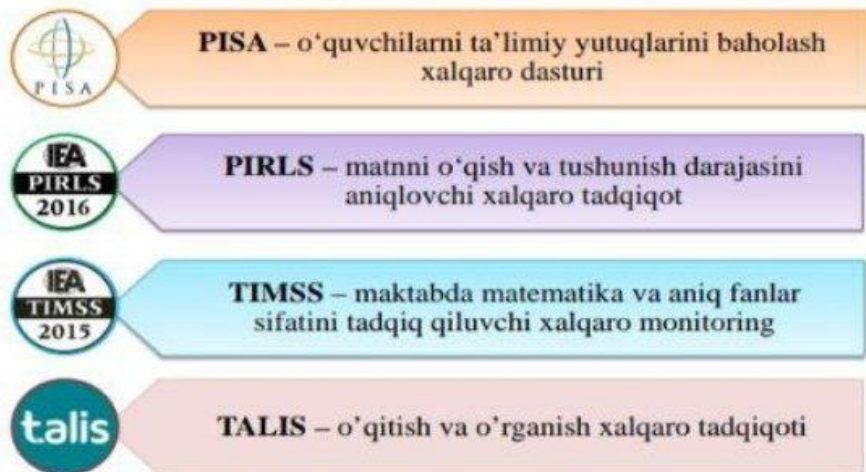 PISA
PISA – o‘quvchilarni ta’limiy yutuqlarini baholash
xalqaro dasturi
IEA
PIRLS
2016
PIRLS – matnni o‘qish va tushunish darajasini
aniqlovchi xalqaro tadqiqot
IEA
TIMSS
2015
TIMSS – maktabda matematika va aniq fanlar
sifatini tadqiq qiluvchi xalqaro monitoring
talis
TALIS – o’qitish va o’rganish xalqaro tadqiqoti